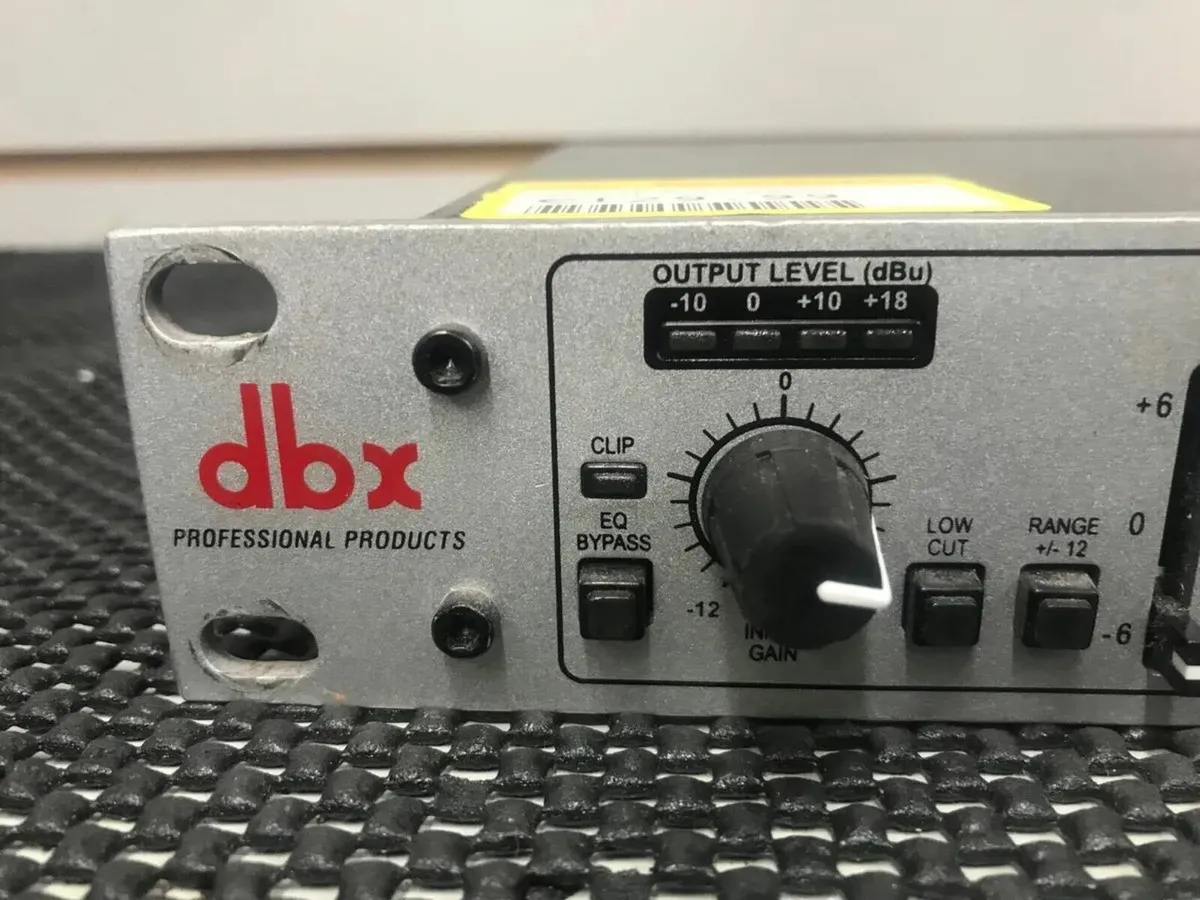 OUTPUT LEVEL (dBu)
-10 0 +10 +18
0
CLIP
EQ
BYPASS
-12
GAIN
LOW
CUT
RANGE
+/- 12
+6
0
-6
dbx
PROFESSIONAL PRODUCTS